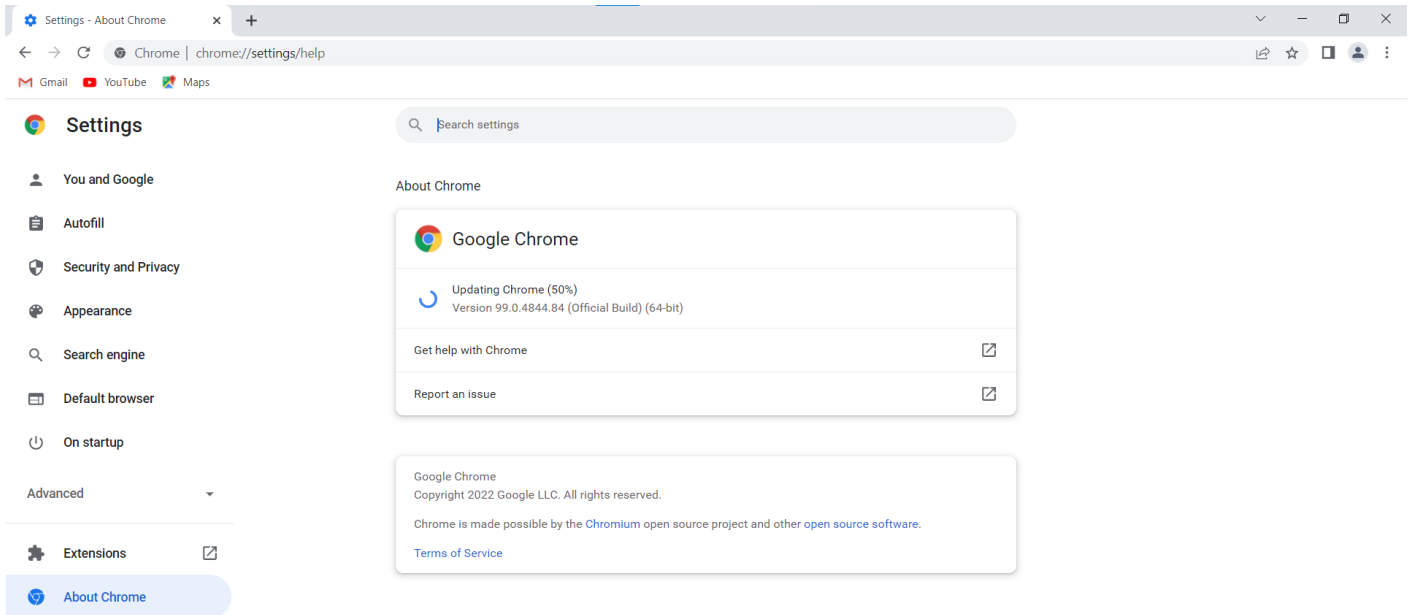 Settings - About Chrome
Chrome | chrome://settings/help
Gmail YouTube Maps
Settings
Search settings
You and Google
Autofill
Security and Privacy
Appearance
Search engine
Default browser
On startup
Advanced
Extensions
About Chrome
About Chrome
Google Chrome
Updating Chrome (50%)
Version 99.0.4844.84 (Official Build) (64-bit)
Get help with Chrome
Report an issue
Google Chrome
Copyright 2022 Google LLC. All rights reserved.
Chrome is made possible by the Chromium open source project and other open source software.
Terms of Service